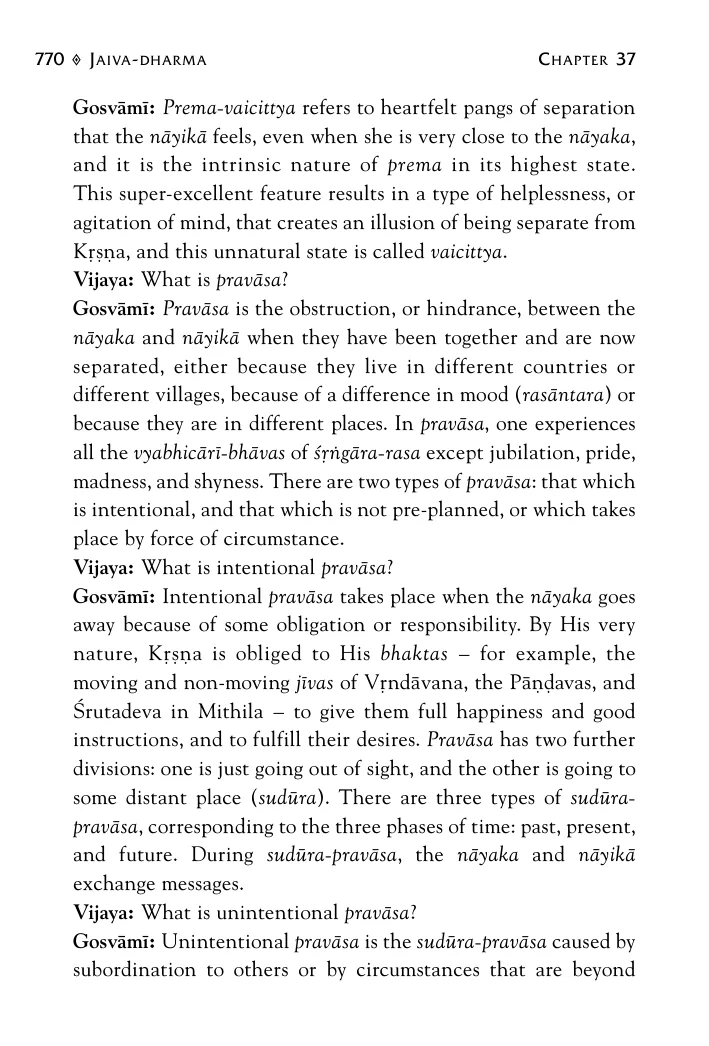 770 ◈ JAIVA-DHARMA CHAPTER 37
Gosvāmī: Prema-vaicittya refers to heartfelt pangs of separation
that the nāyikā feels, even when she is very close to the nāyaka,
and it is the intrinsic nature of prema in its highest state.
This super-excellent feature results in a type of helplessness, or
agitation of mind, that creates an illusion of being separate from
Kṛṣṇa, and this unnatural state is called vaicittya.
Vijaya: What is pravāsa?
Gosvāmī: Pravāsa is the obstruction, or hindrance, between the
nāyaka and nāyikā when they have been together and are now
separated, either because they live in different countries or
different villages, because of a difference in mood (rasāntara) or
because they are in different places. In pravāsa, one experiences
all the vyabhicārī-bhāvas of śṛṅgāra-rasa except jubilation, pride,
madness, and shyness. There are two types of pravāsa: that which
is intentional, and that which is not pre-planned, or which takes
place by force of circumstance.
Vijaya: What is intentional pravāsa?
Gosvāmī: Intentional pravāsa takes place when the nāyaka goes
away because of some obligation or responsibility. By His very
nature, Kṛṣṇa is obliged to His bhaktas – for example, the
moving and non-moving jīvas of Vṛndāvana, the Pāṇḍavas, and
Śrutadeva in Mithila – to give them full happiness and good
instructions, and to fulfill their desires. Pravāsa has two further
divisions: one is just going out of sight, and the other is going to
some distant place (sudūra). There are three types of sudūra-
pravāsa, corresponding to the three phases of time: past, present,
and future. During sudūra-pravāsa, the nāyaka and nāyikā
exchange messages.
Vijaya: What is unintentional pravāsa?
Gosvāmī: Unintentional pravāsa is the sudūra-pravāsa caused by
subordination to others or by circumstances that are beyond